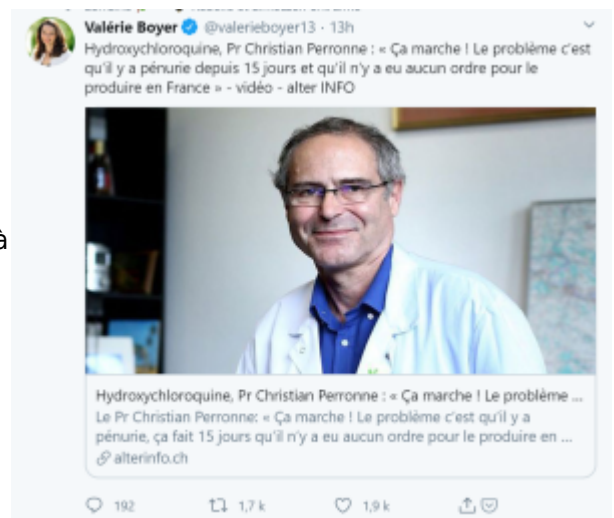 Valérie Boyer @valerieboyer13 · 13h
Hydroxychloroquine, Pr Christian Perronne : « Ça marche ! Le problème c'est
qu'il y a pénurie depuis 15 jours et qu'il n'y a eu aucun ordre pour le
produire en France » - vidéo - alter INFO
à
Hydroxychloroquine, Pr Christian Perronne : « Ça marche ! Le problème ...
Le Pr Christian Perronne: « Ça marche ! Le problème c'est qu'il y a
pénurie, ça fait 15 jours qu'il n'y a eu aucun ordre pour le produire en ...
alterinfo.ch
192 1,7 k 1,9 k